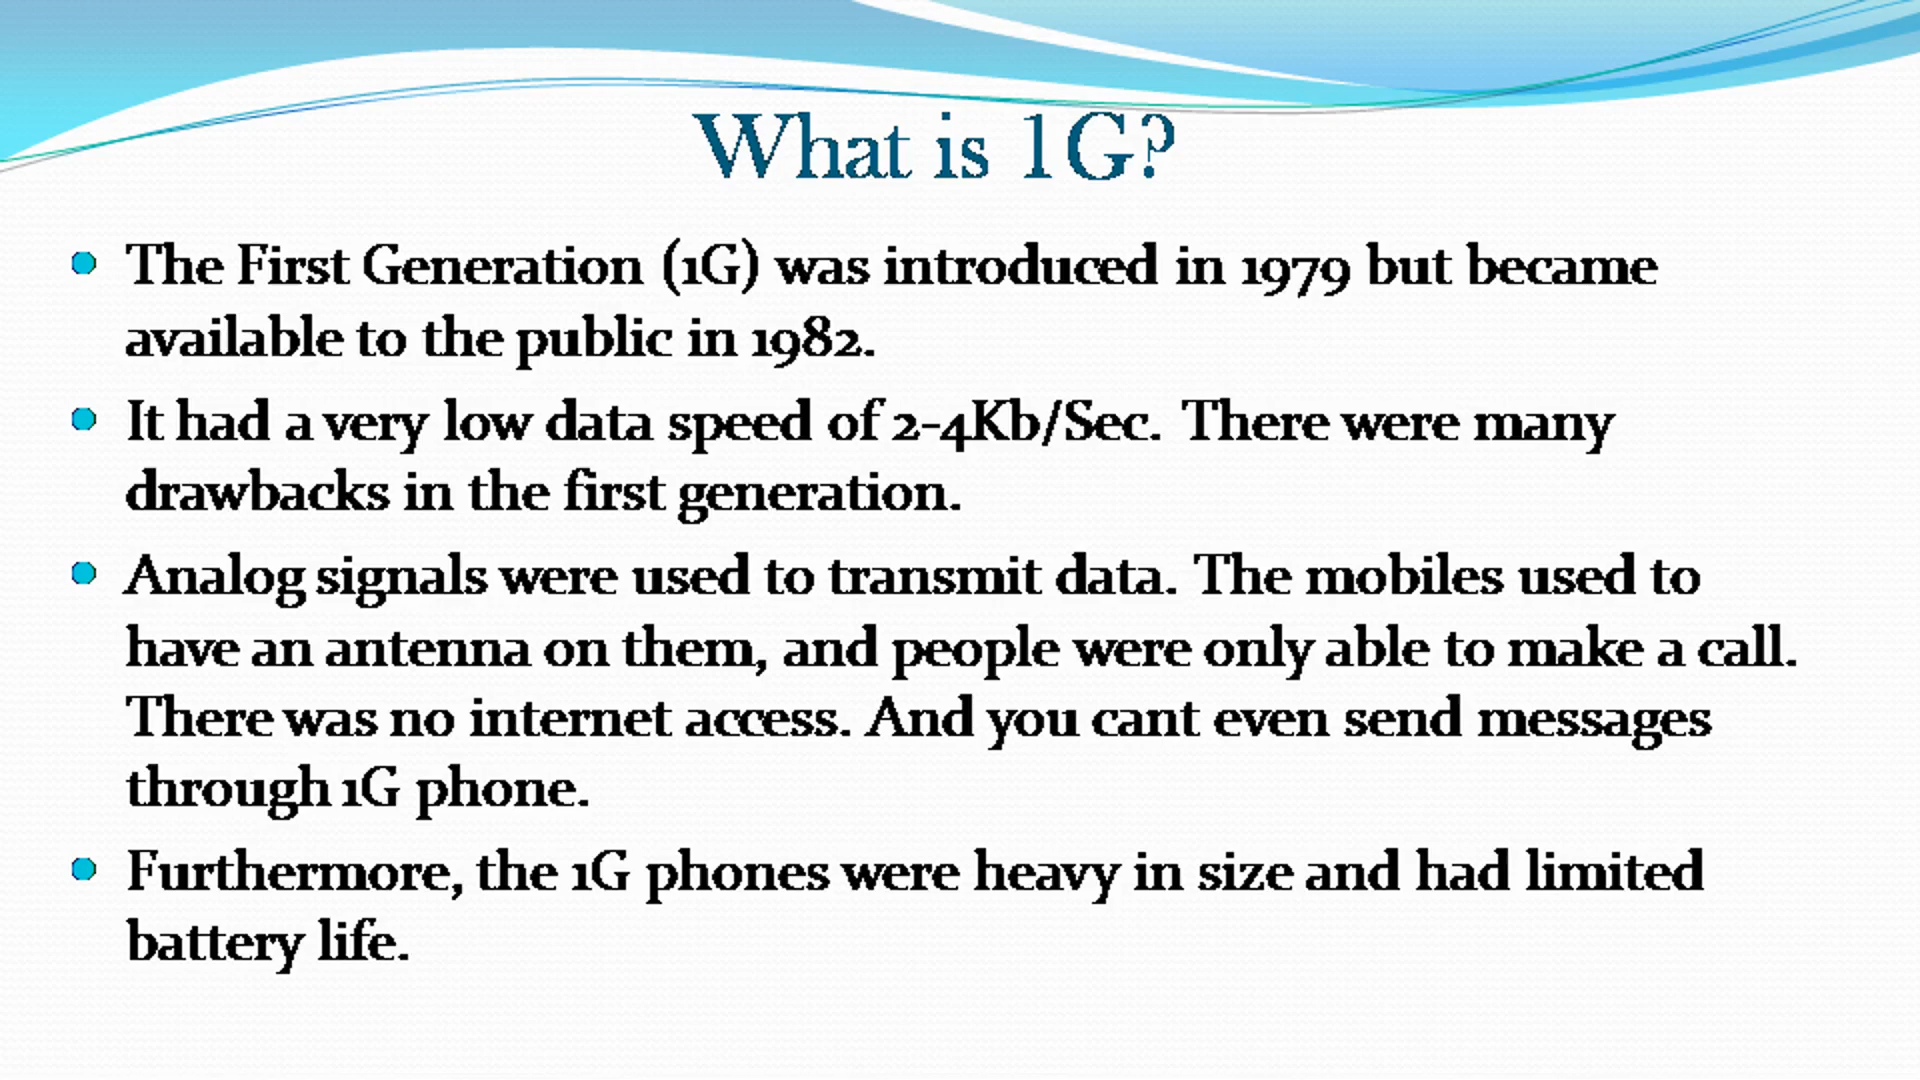 What is 1G?
The First Generation (1G) was introduced in 1979 but became
available to the public in 1982.
It had a very low data speed of 2-4Kb/Sec. There were many
drawbacks in the first generation.
Analog signals were used to transmit data. The mobiles used to
have an antenna on them, and people were only able to make a call.
There was no internet access. And you cant even send messages
through 1G phone.
Furthermore, the 1G phones were heavy in size and had limited
battery life.